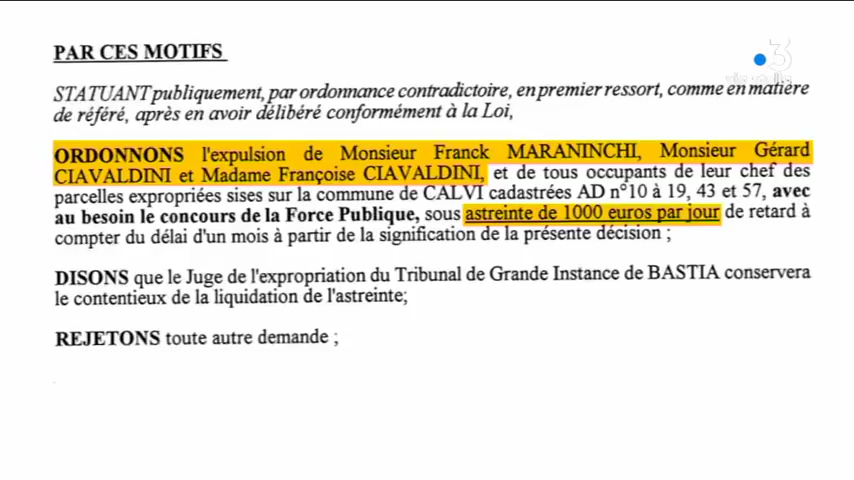 PAR CES MOTIFS
3
STATUANT publiquement, par ordonnance contradictoire, en premier ressort, comme en matière
de référé, après en avoir délibéré conformément à la Loi,
ORDONNONS l'expulsion de Monsieur Franck MARANINCHI, Monsieur Gérard
CIAVALDINI et Madame Françoise CIAVALDINI, et de tous occupants de leur chef des
parcelles expropriées sises sur la commune de CALVI cadastrées AD n°10 à 19, 43 et 57, avec
au besoin le concours de la Force Publique, sous astreinte de 1000 euros par jour de retard à
compter du délai d'un mois à partir de la signification de la présente décision ;
DISONS que le Juge de l'expropriation du Tribunal de Grande Instance de BASTIA conservera
le contentieux de la liquidation de l'astreinte;
REJETONS toute autre demande ;